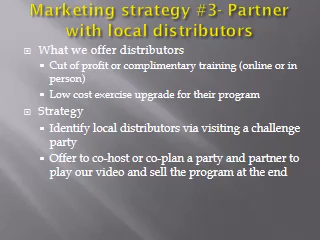 Marketing strategy #3- Partner
with local distributors
What we offer distributors
Cut of profit or complimentary training (online or in
person)
Low cost exercise upgrade for their program
Strategy
Identify local distributors via visiting a challenge
party
Offer to co-host or co-plan a party and partner to
play our video and sell the program at the end